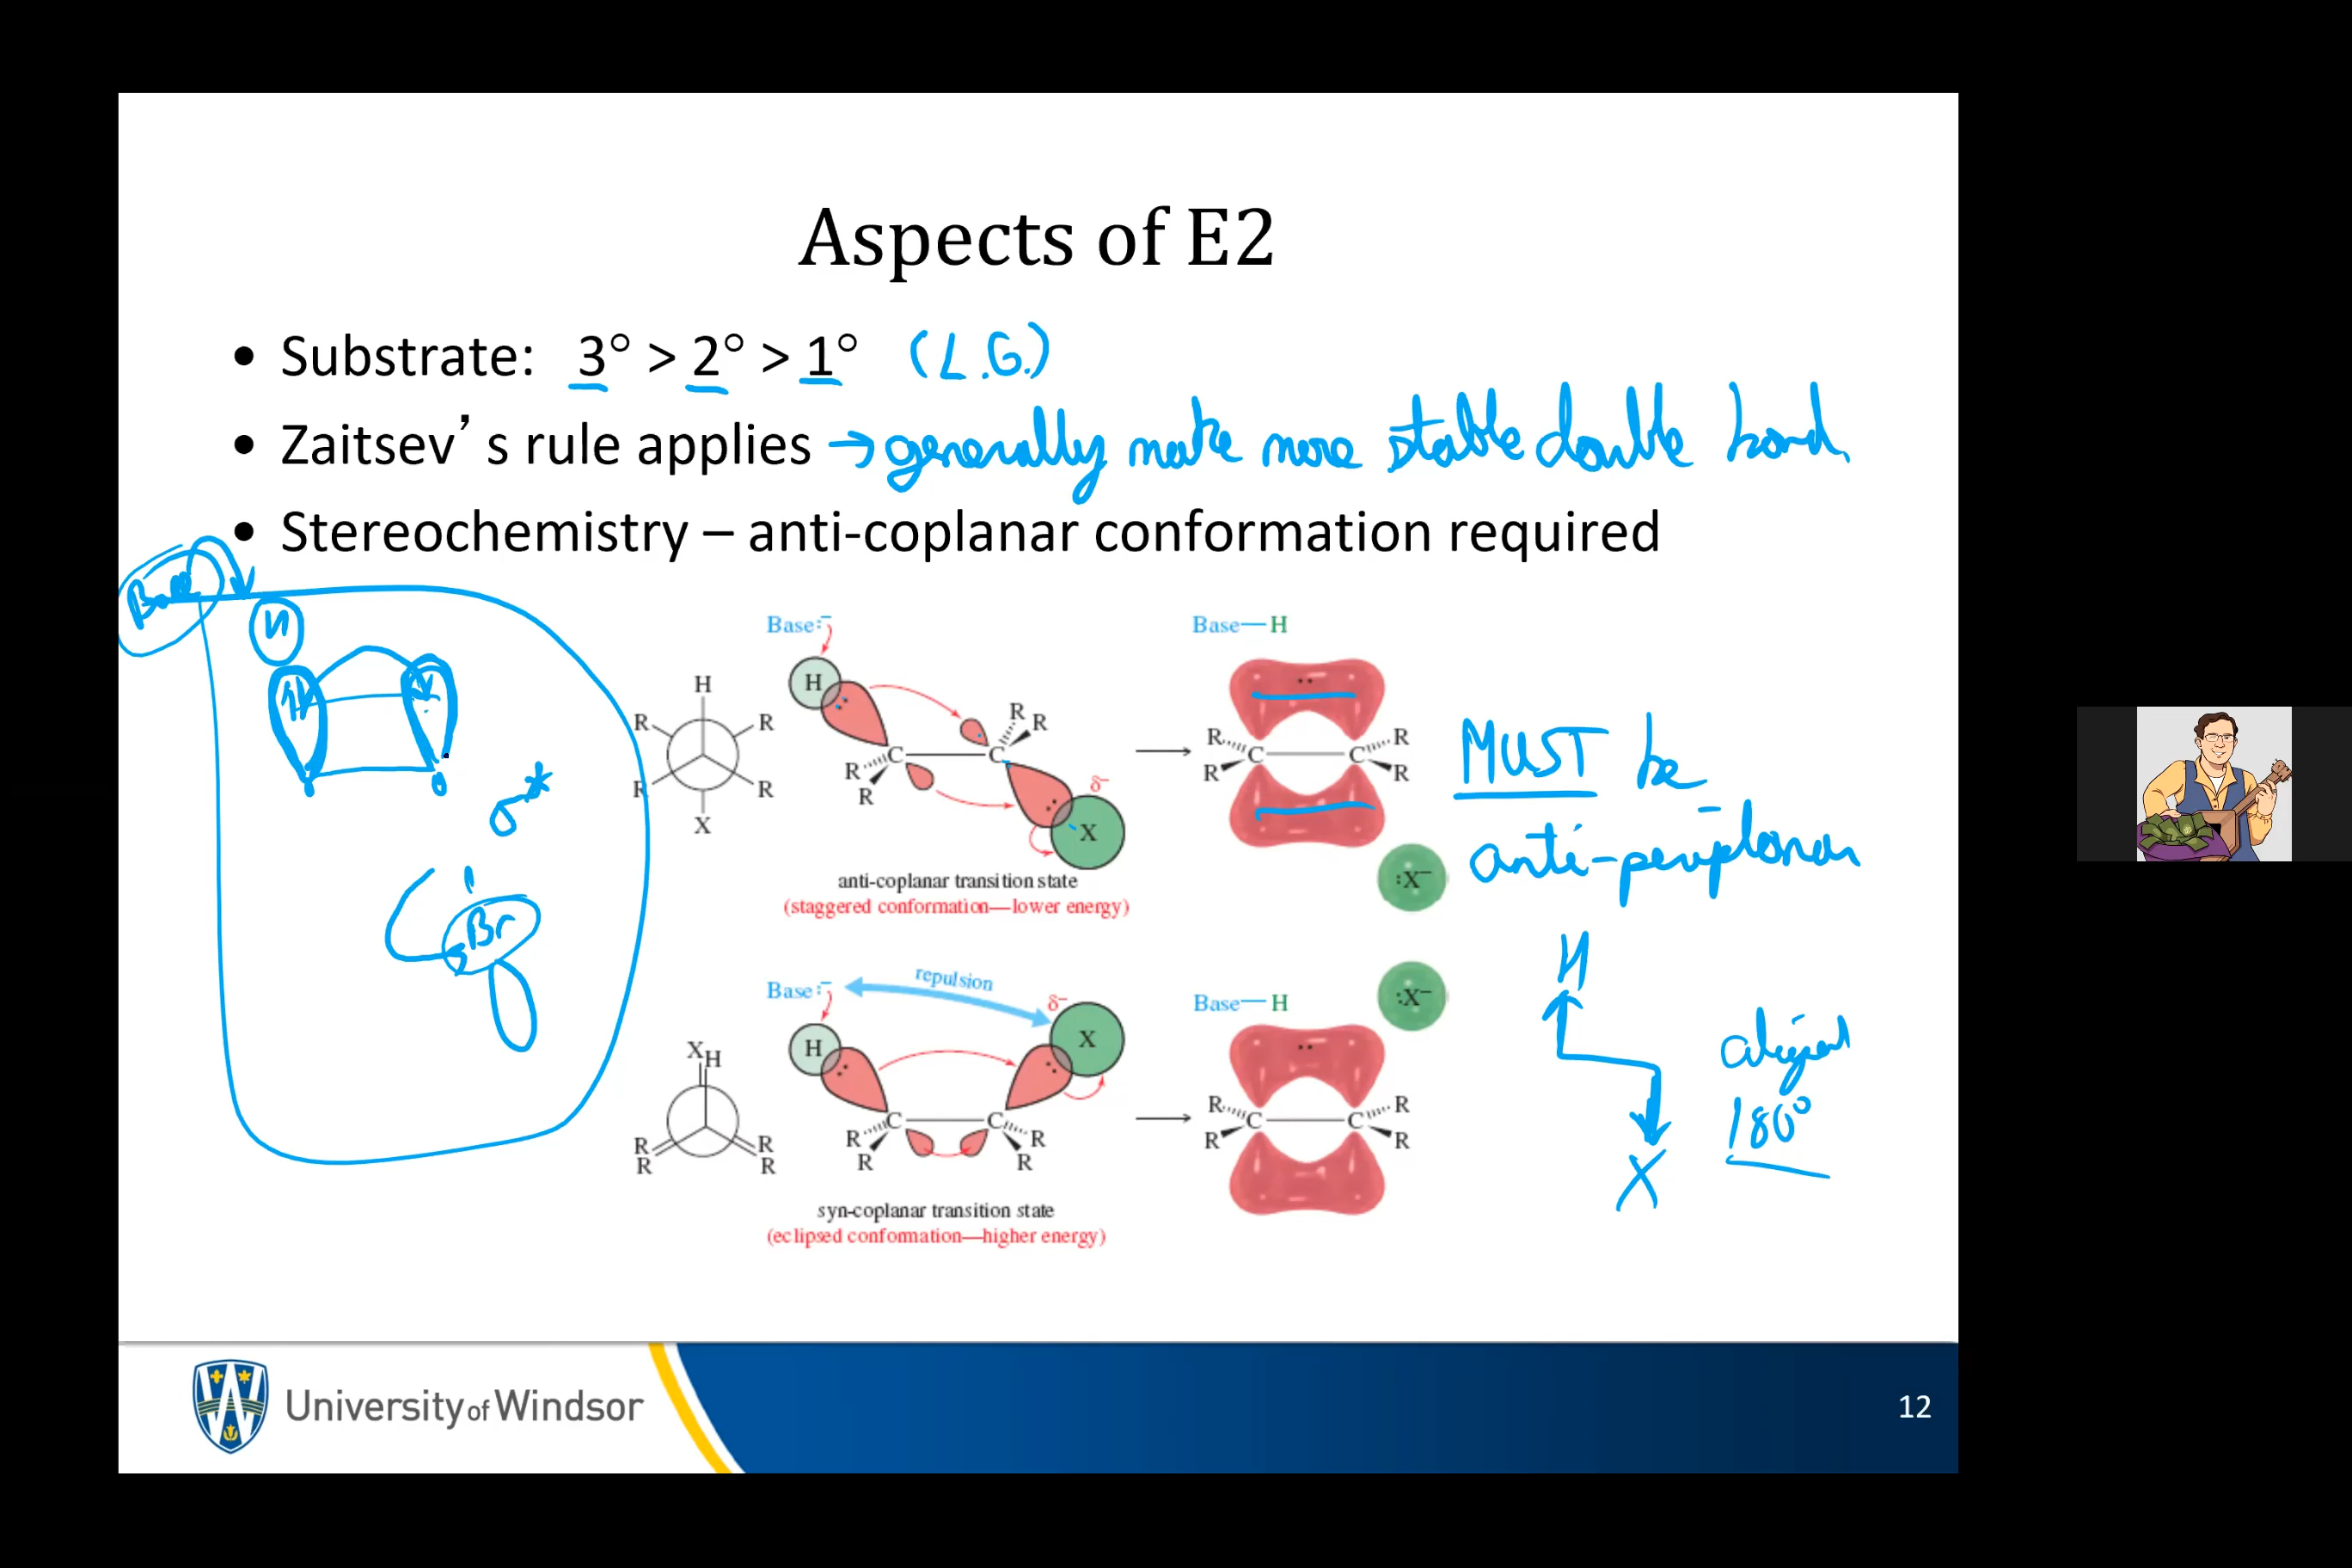 Aspects of E2
• Substrate: 3° > 2° > 1° (L.G.)
• Zaitsev’s rule applies → generally make more stable double bond
• Stereochemistry – anti-coplanar conformation required
Base
H
σ*
Br
H
R R
R R
X
Base:⁻
H
R
R
C C
R
R
δ⁻
X
anti-coplanar transition state
(staggered conformation—lower energy)
Base—H
R R
C C
R R
:X⁻
MUST be
anti-periplanar
H
X
aligned
180°
XH
R R
R R
Base:⁻
repulsion
δ⁻
H X
C C
R R
R R
syn-coplanar transition state
(eclipsed conformation—higher energy)
Base—H
:X⁻
R R
C C
R R
University of Windsor
12